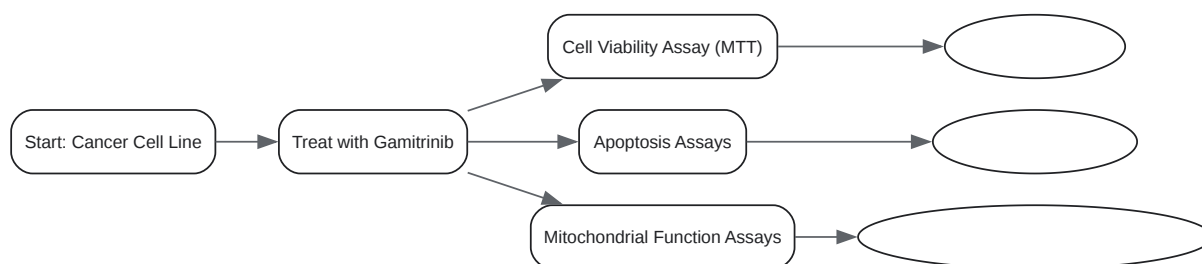 Cell Viability Assay (MTT)
Start: Cancer Cell Line
Treat with Gamitrinib
Apoptosis Assays
Mitochondrial Function Assays